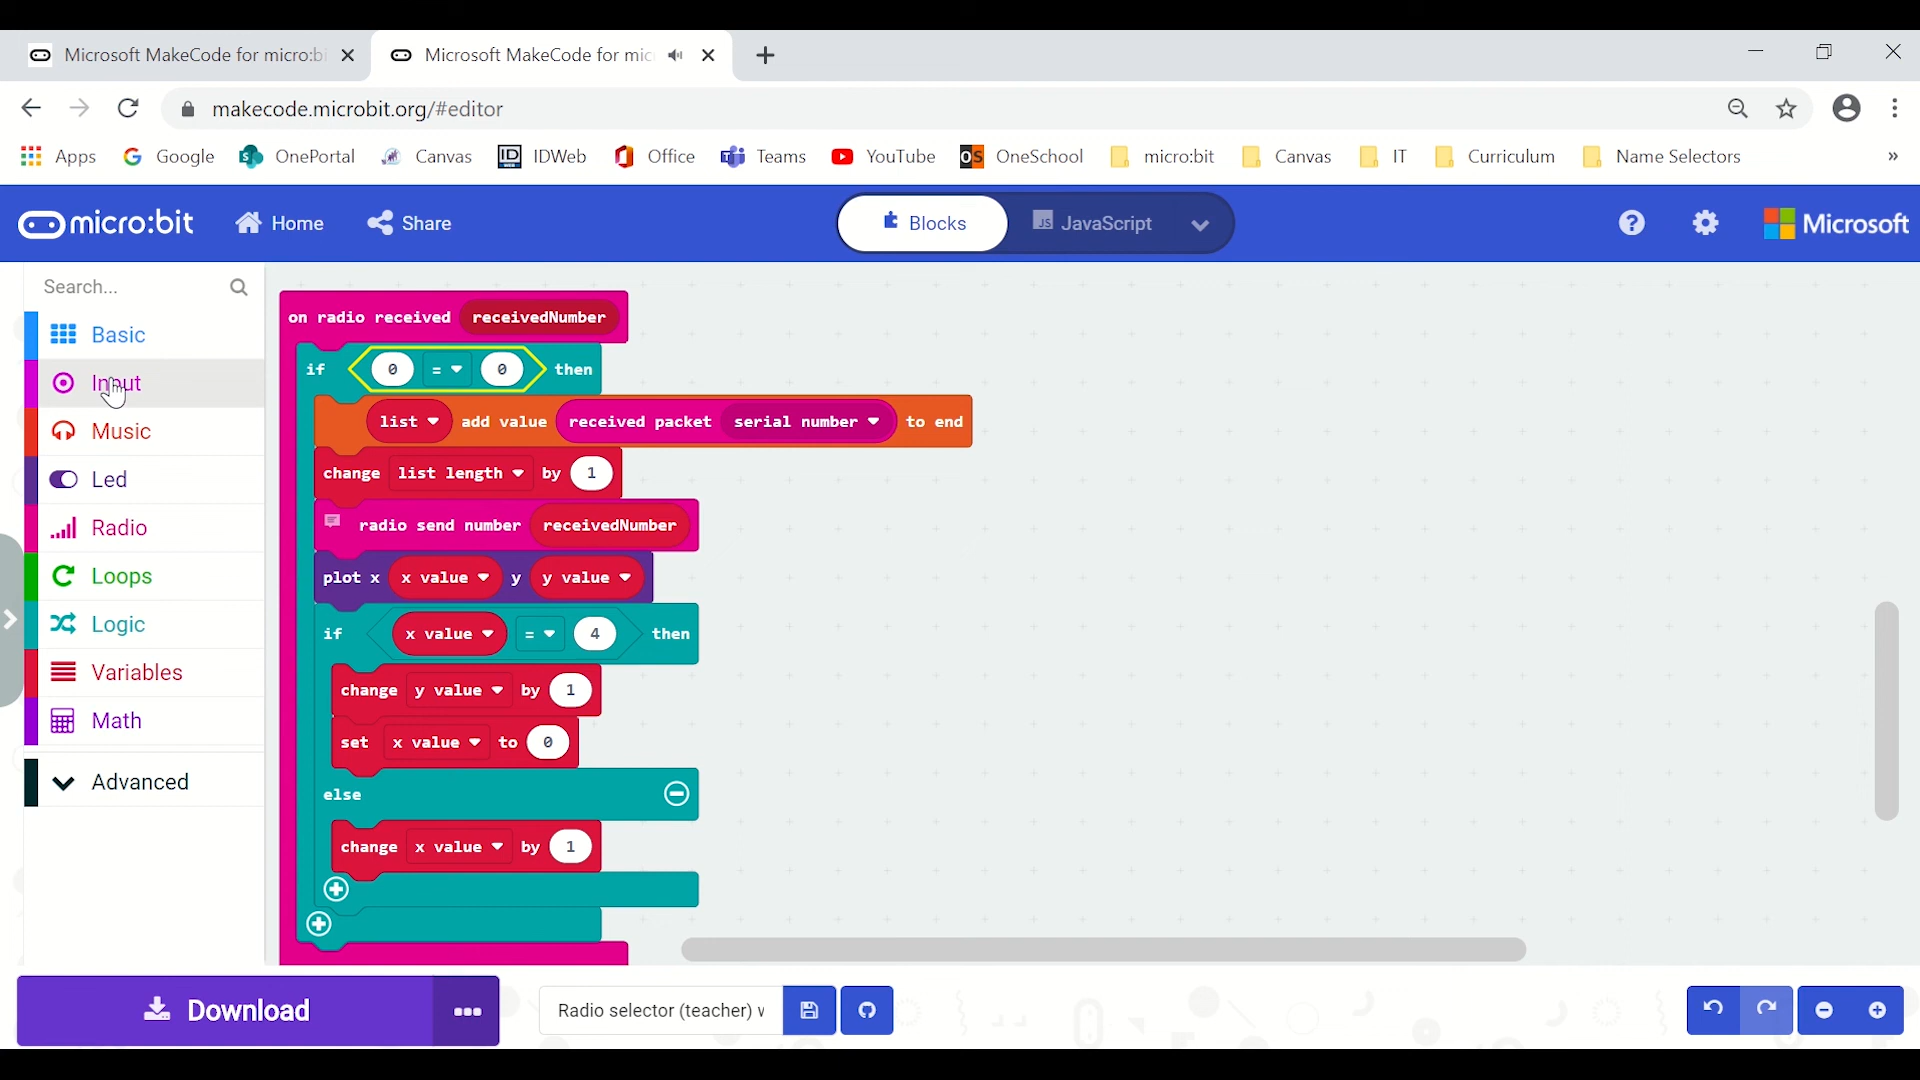 Microsoft MakeCode for micro:bi
Microsoft MakeCode for mic
makecode.microbit.org/#editor
Apps Google OnePortal Canvas IDWeb Office Teams YouTube OneSchool micro:bit Canvas IT Curriculum Name Selectors »
micro:bit Home Share Blocks JavaScript Microsoft
Search...
Basic
Input
Music
Led
Radio
Loops
Logic
Variables
Math
Advanced
on radio received receivedNumber
if 0 = 0 then
list add value received packet serial number to end
change list length by 1
radio send number receivedNumber
plot x x value y y value
if x value = 4 then
change y value by 1
set x value to 0
else
change x value by 1
Download
Radio selector (teacher) v